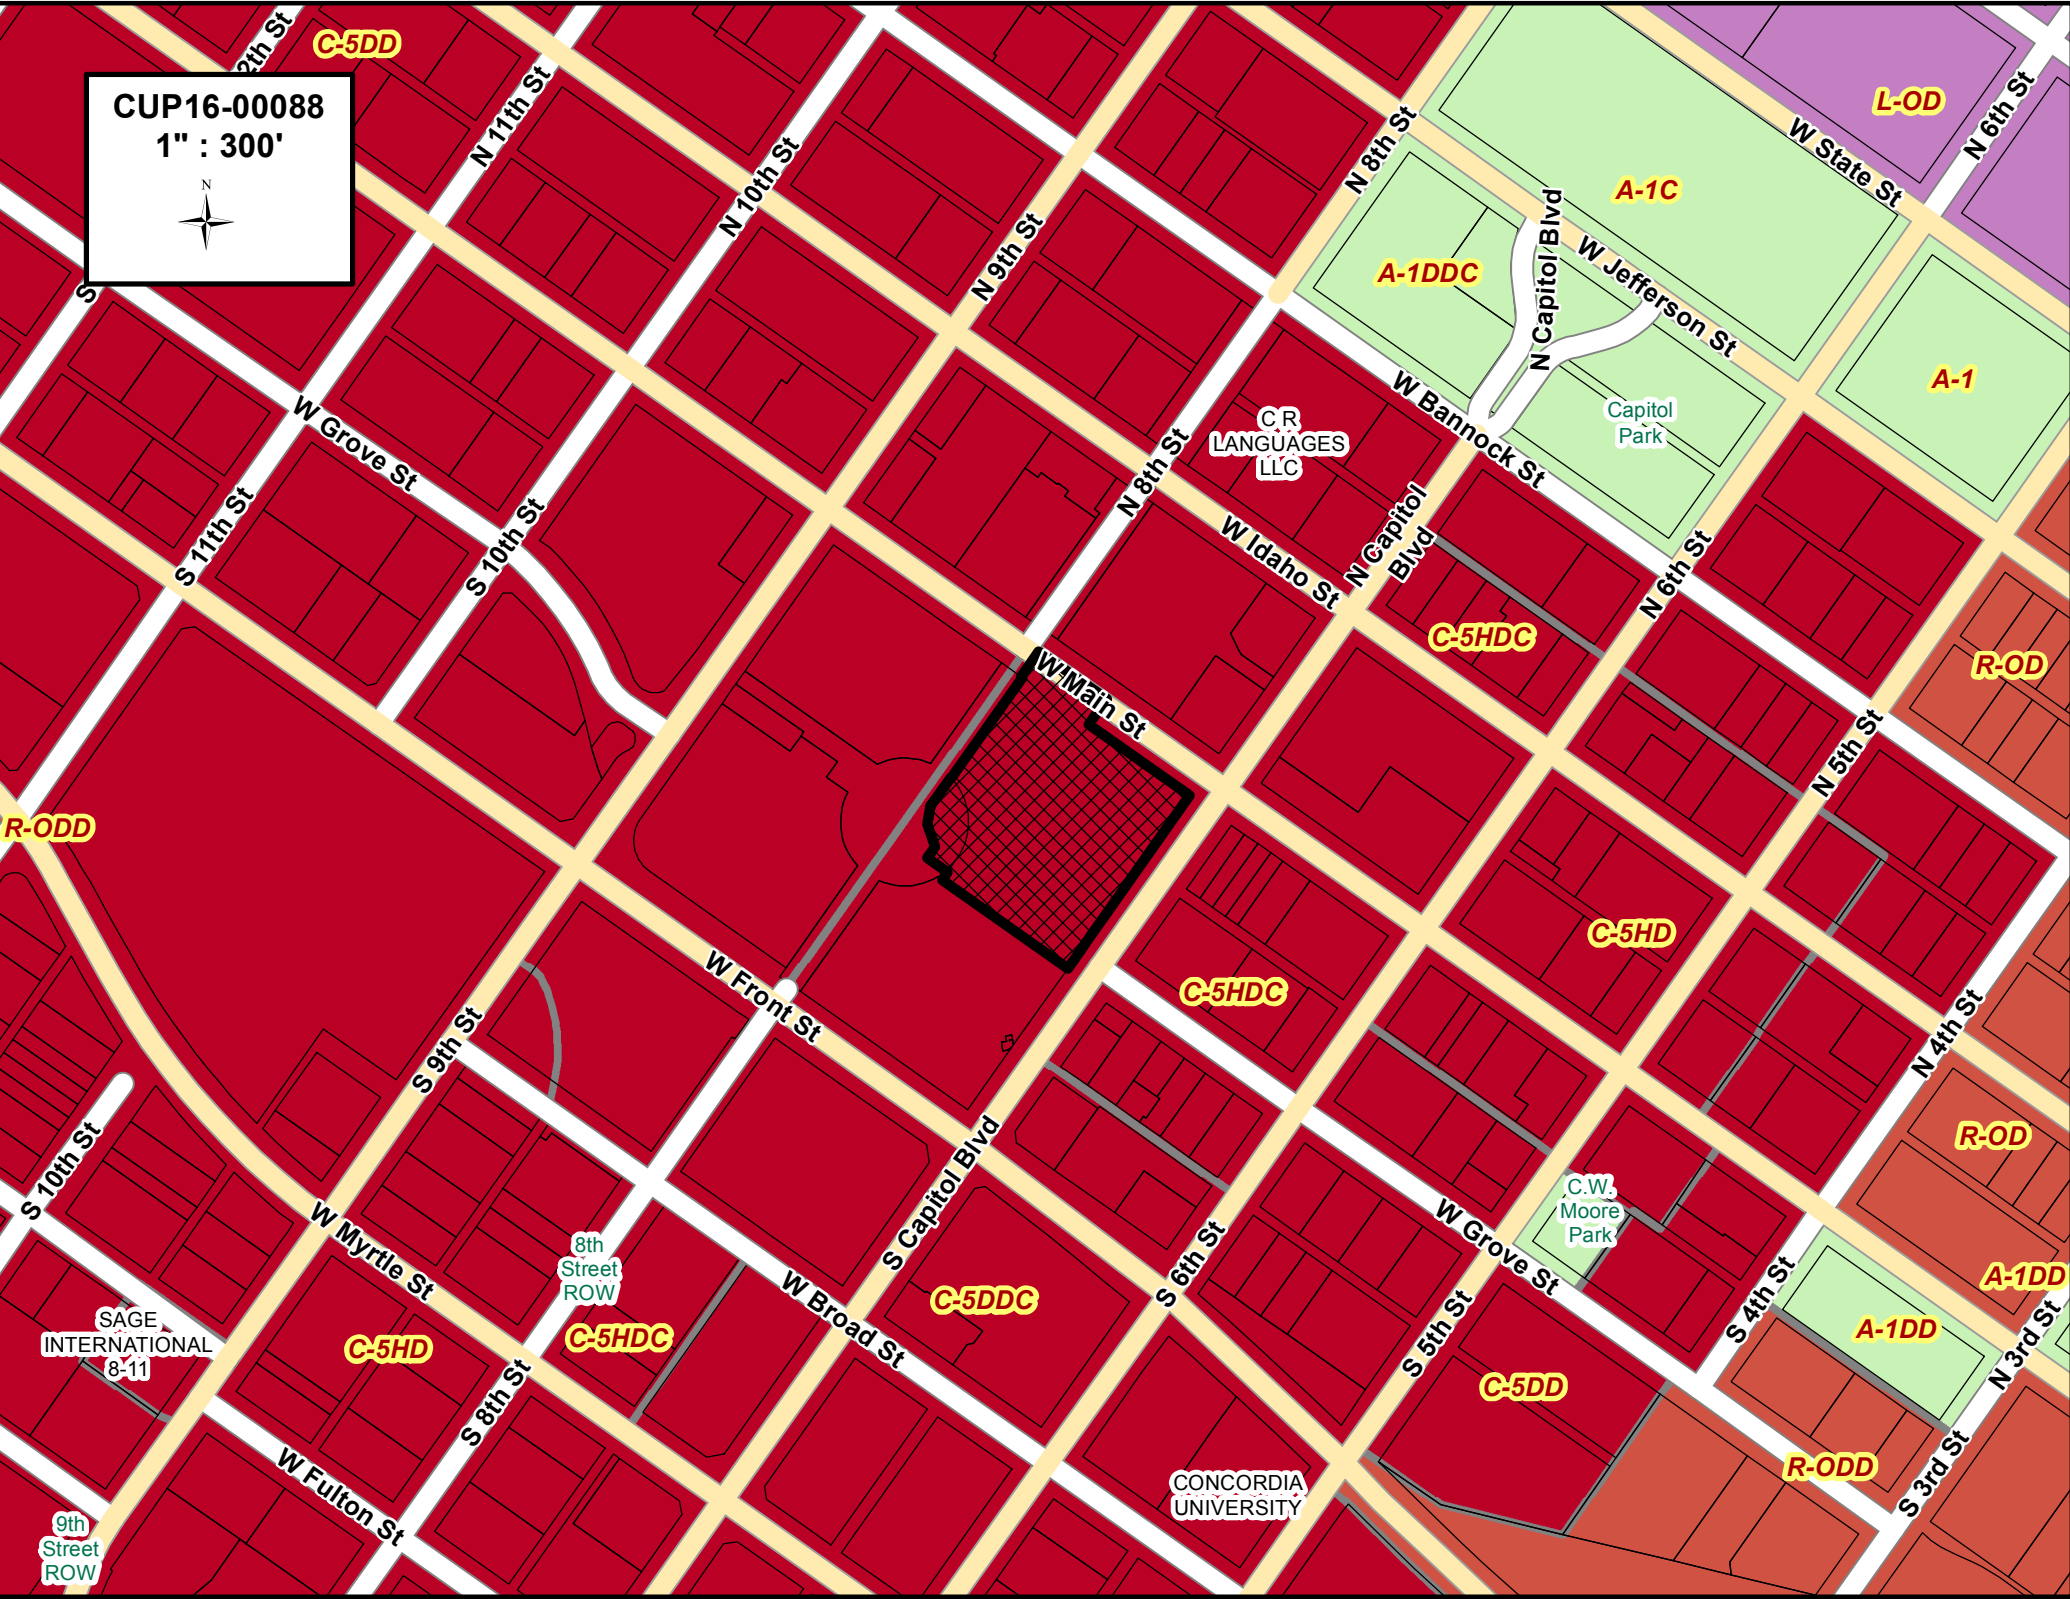 C-5DD
2th St
CUP16-00088
1" : 300'
N
N 11th St
N 10th St
N 9th St
N 8th St
L-OD
N 6th St
W State St
A-1C
N Capitol Blvd
W Jefferson St
A-1DDC
A-1
S
W Grove St
W Bannock St
Capitol
Park
C R
LANGUAGES
LLC
N 8th St
N Capitol
Blvd
W Idaho St
S 11th St
S 10th St
N 6th St
C-5HDC
R-OD
W Main St
N 5th St
R-ODD
C-5HD
W Front St
C-5HDC
S 9th St
N 4th St
R-OD
S 10th St
S Capitol Blvd
C.W.
Moore
Park
W Myrtle St
8th
Street
ROW
W Grove St
S 6th St
A-1DD
S 4th St
W Broad St
C-5DDC
A-1DD
N 3rd St
SAGE
INTERNATIONAL
8-11
C-5HD
C-5HDC
S 5th St
C-5DD
S 8th St
R-ODD
CONCORDIA
UNIVERSITY
S 3rd St
W Fulton St
9th
Street
ROW